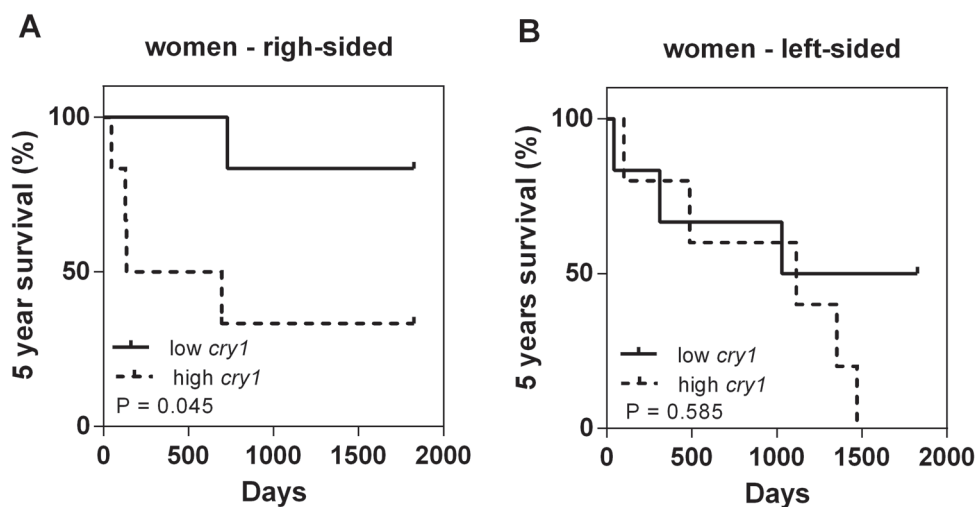 A
women - righ-sided
5 year survival (%)
100
50
0
low cry1
high cry1
P = 0.045
0 500 1000 1500 2000
Days
B
women - left-sided
5 years survival (%)
100
50
0
low cry1
high cry1
P = 0.585
0 500 1000 1500 2000
Days